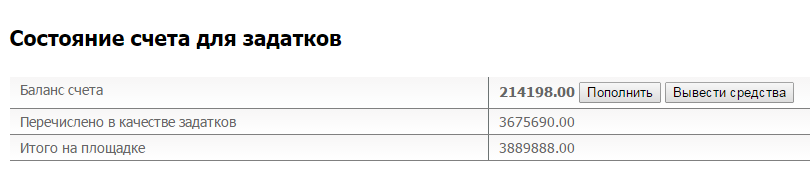 Состояние счета для задатков
Баланс счета 214198.00 Пополнить Вывести средства
Перечислено в качестве задатков 3675690.00
Итого на площадке 3889888.00